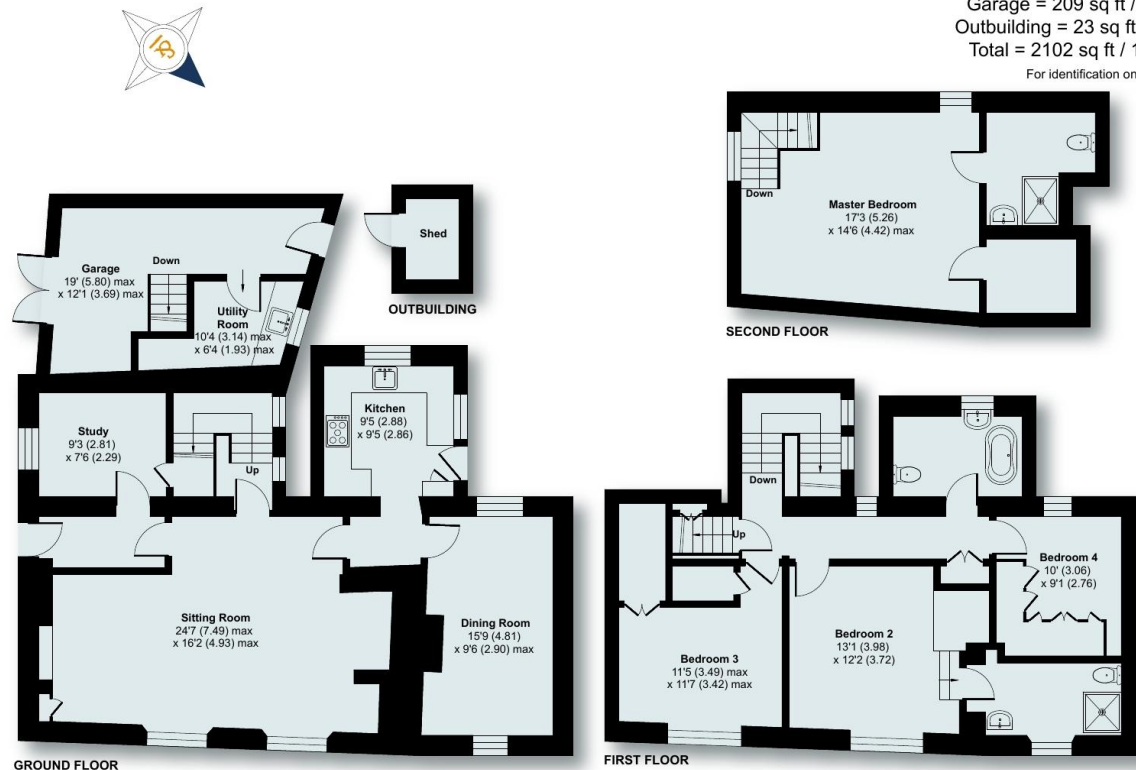 Garage = 209 sq ft /
Outbuilding = 23 sq ft
Total = 2102 sq ft / 1
For identification on
Down
Master Bedroom
17'3 (5.26)
x 14'6 (4.42) max
SECOND FLOOR
Garage
19' (5.80) max
x 12'1 (3.69) max
Down
Utility
Room
10'4 (3.14) max
x 6'4 (1.93) max
Shed
OUTBUILDING
Study
9'3 (2.81)
x 7'6 (2.29)
Up
Kitchen
9'5 (2.88)
x 9'5 (2.86)
Sitting Room
24'7 (7.49) max
x 16'2 (4.93) max
Dining Room
15'9 (4.81)
x 9'6 (2.90) max
GROUND FLOOR
Down
Up
Bedroom 4
10' (3.06)
x 9'1 (2.76)
Bedroom 3
11'5 (3.49) max
x 11'7 (3.42) max
Bedroom 2
13'1 (3.98)
x 12'2 (3.72)
FIRST FLOOR